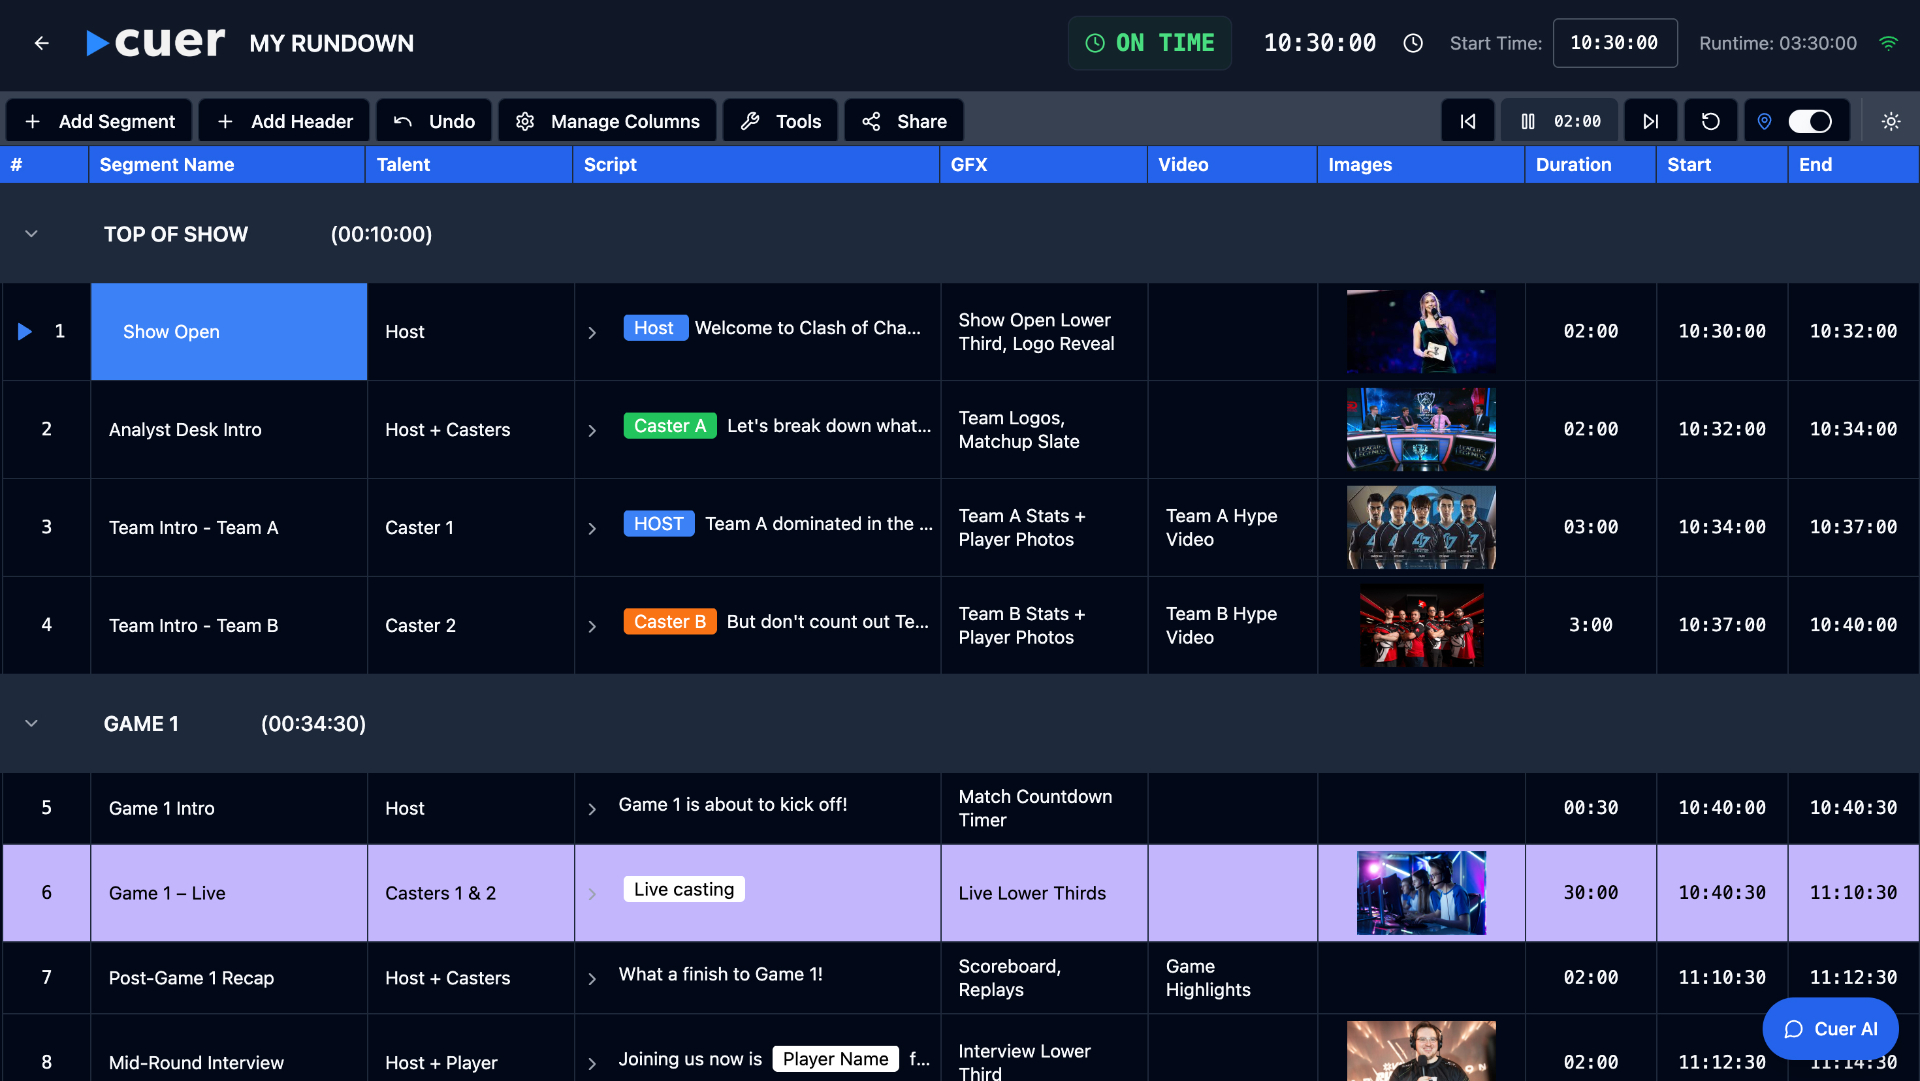 cuer MY RUNDOWN ON TIME 10:30:00 Start Time: 10:30:00 Runtime: 03:30:00
Add Segment Add Header Undo Manage Columns Tools Share 02:00
# Segment Name Talent Script GFX Video Images Duration Start End
TOP OF SHOW (00:10:00)
1 Show Open Host Host Welcome to Clash of Cha... Show Open Lower
Third, Logo Reveal 02:00 10:30:00 10:32:00
2 Analyst Desk Intro Host + Casters Caster A Let's break down what... Team Logos,
Matchup Slate 02:00 10:32:00 10:34:00
3 Team Intro - Team A Caster 1 HOST Team A dominated in the ... Team A Stats +
Player Photos Team A Hype
Video 03:00 10:34:00 10:37:00
4 Team Intro - Team B Caster 2 Caster B But don't count out Te... Team B Stats +
Player Photos Team B Hype
Video 3:00 10:37:00 10:40:00
GAME 1 (00:34:30)
5 Game 1 Intro Host Game 1 is about to kick off! Match Countdown
Timer 00:30 10:40:00 10:40:30
6 Game 1 – Live Casters 1 & 2 Live casting Live Lower Thirds 30:00 10:40:30 11:10:30
7 Post-Game 1 Recap Host + Casters What a finish to Game 1! Scoreboard,
Replays Game
Highlights 02:00 11:10:30 11:12:30
8 Mid-Round Interview Host + Player Joining us now is Player Name f... Interview Lower
Third 02:00 11:12:30 11:14:30
Cuer AI